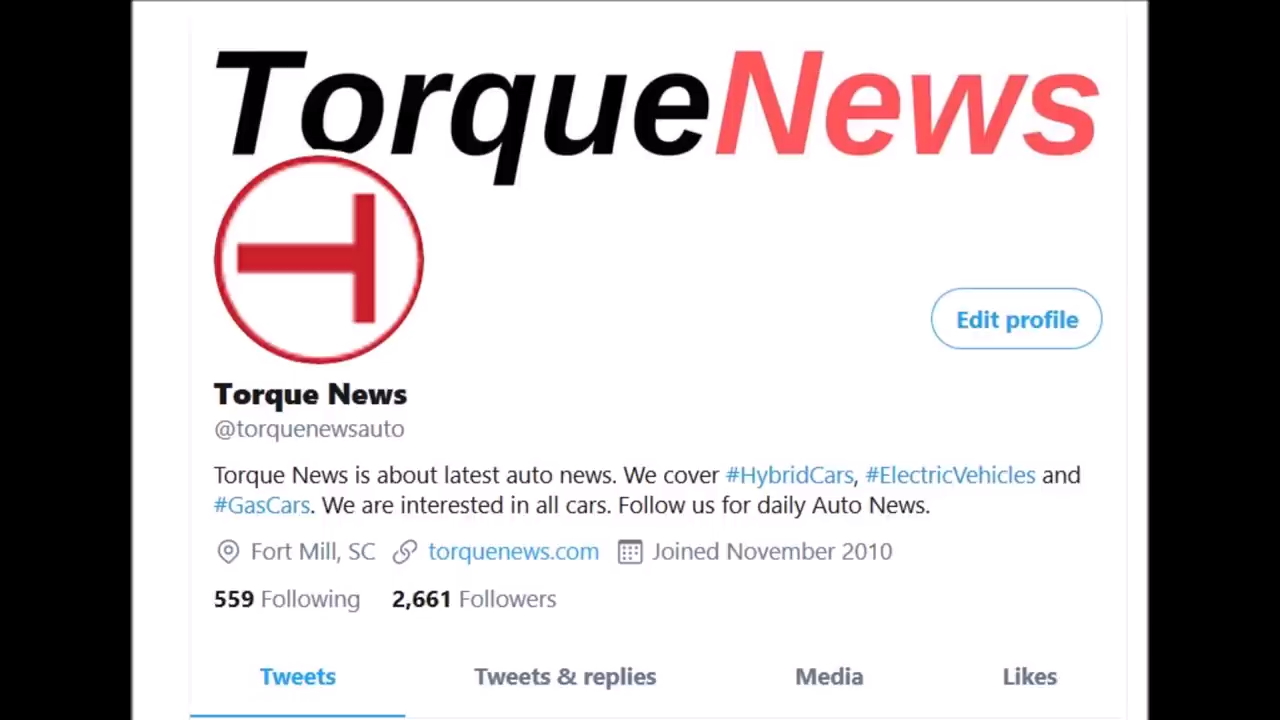 TorqueNews
T
Edit profile
Torque News
@torquenewsauto
Torque News is about latest auto news. We cover #HybridCars, #ElectricVehicles and
#GasCars. We are interested in all cars. Follow us for daily Auto News.
Fort Mill, SC torquenews.com Joined November 2010
559 Following 2,661 Followers
Tweets Tweets & replies Media Likes